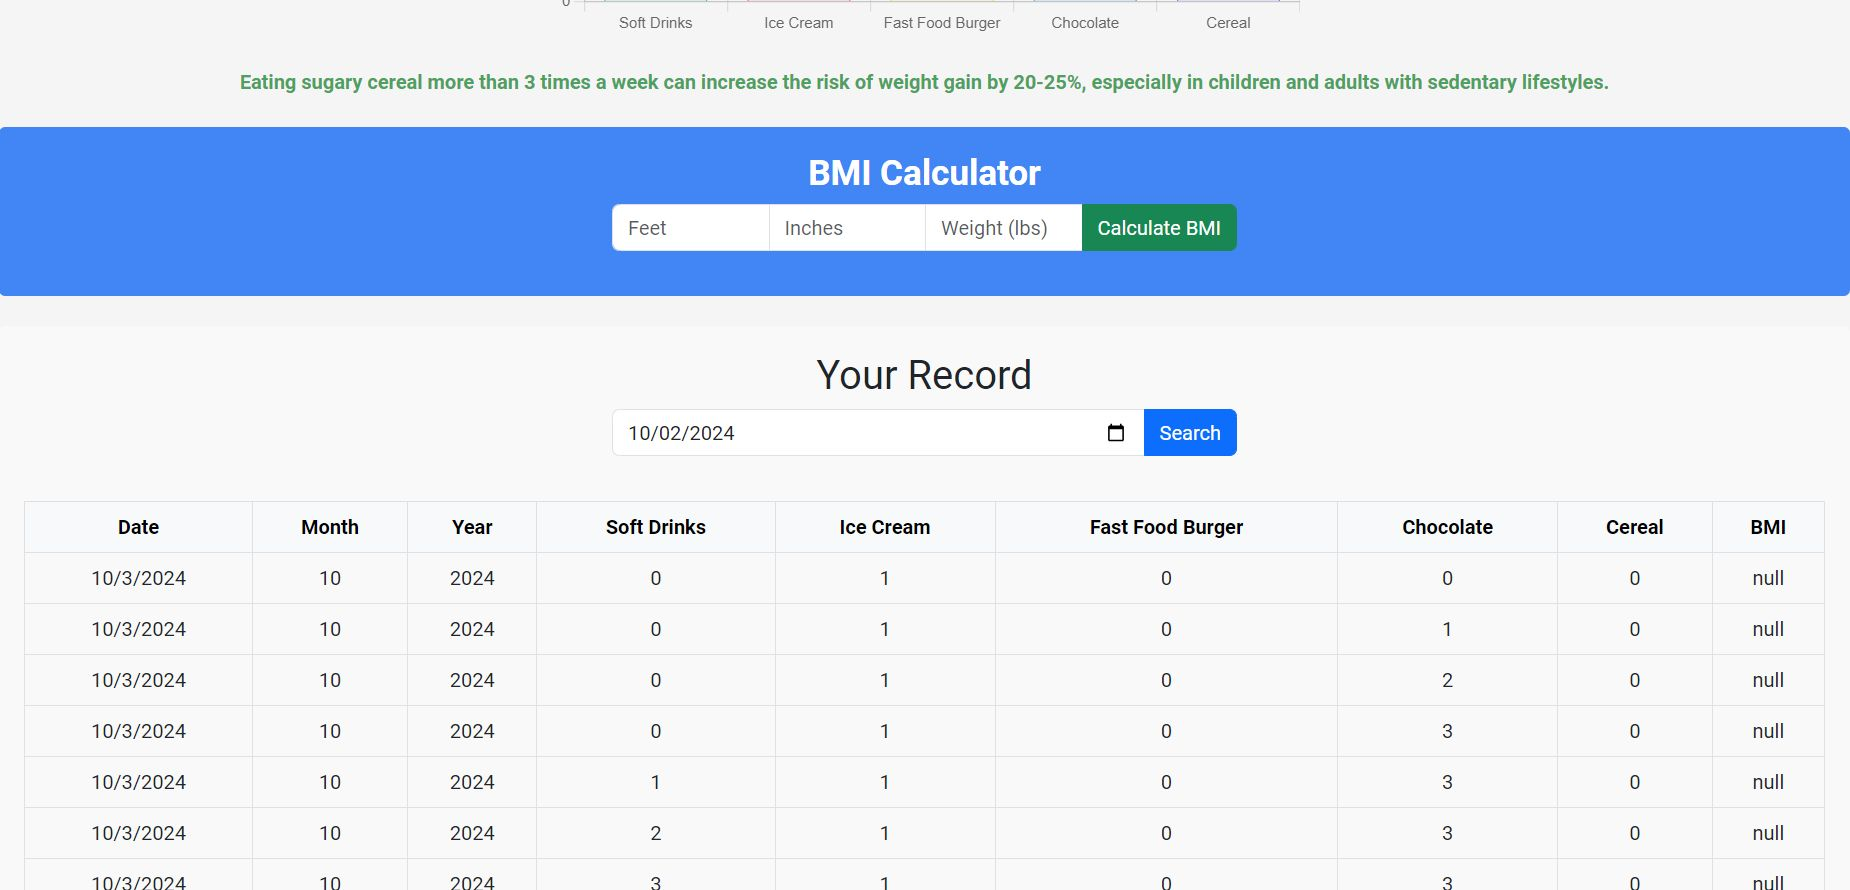 0
Soft Drinks Ice Cream Fast Food Burger Chocolate Cereal
Eating sugary cereal more than 3 times a week can increase the risk of weight gain by 20-25%, especially in children and adults with sedentary lifestyles.
BMI Calculator
Feet Inches Weight (lbs) Calculate BMI
Your Record
10/02/2024 Search
Date Month Year Soft Drinks Ice Cream Fast Food Burger Chocolate Cereal BMI
10/3/2024 10 2024 0 1 0 0 0 null
10/3/2024 10 2024 0 1 0 1 0 null
10/3/2024 10 2024 0 1 0 2 0 null
10/3/2024 10 2024 0 1 0 3 0 null
10/3/2024 10 2024 1 1 0 3 0 null
10/3/2024 10 2024 2 1 0 3 0 null
10/3/2024 10 2024 3 1 0 3 0 null